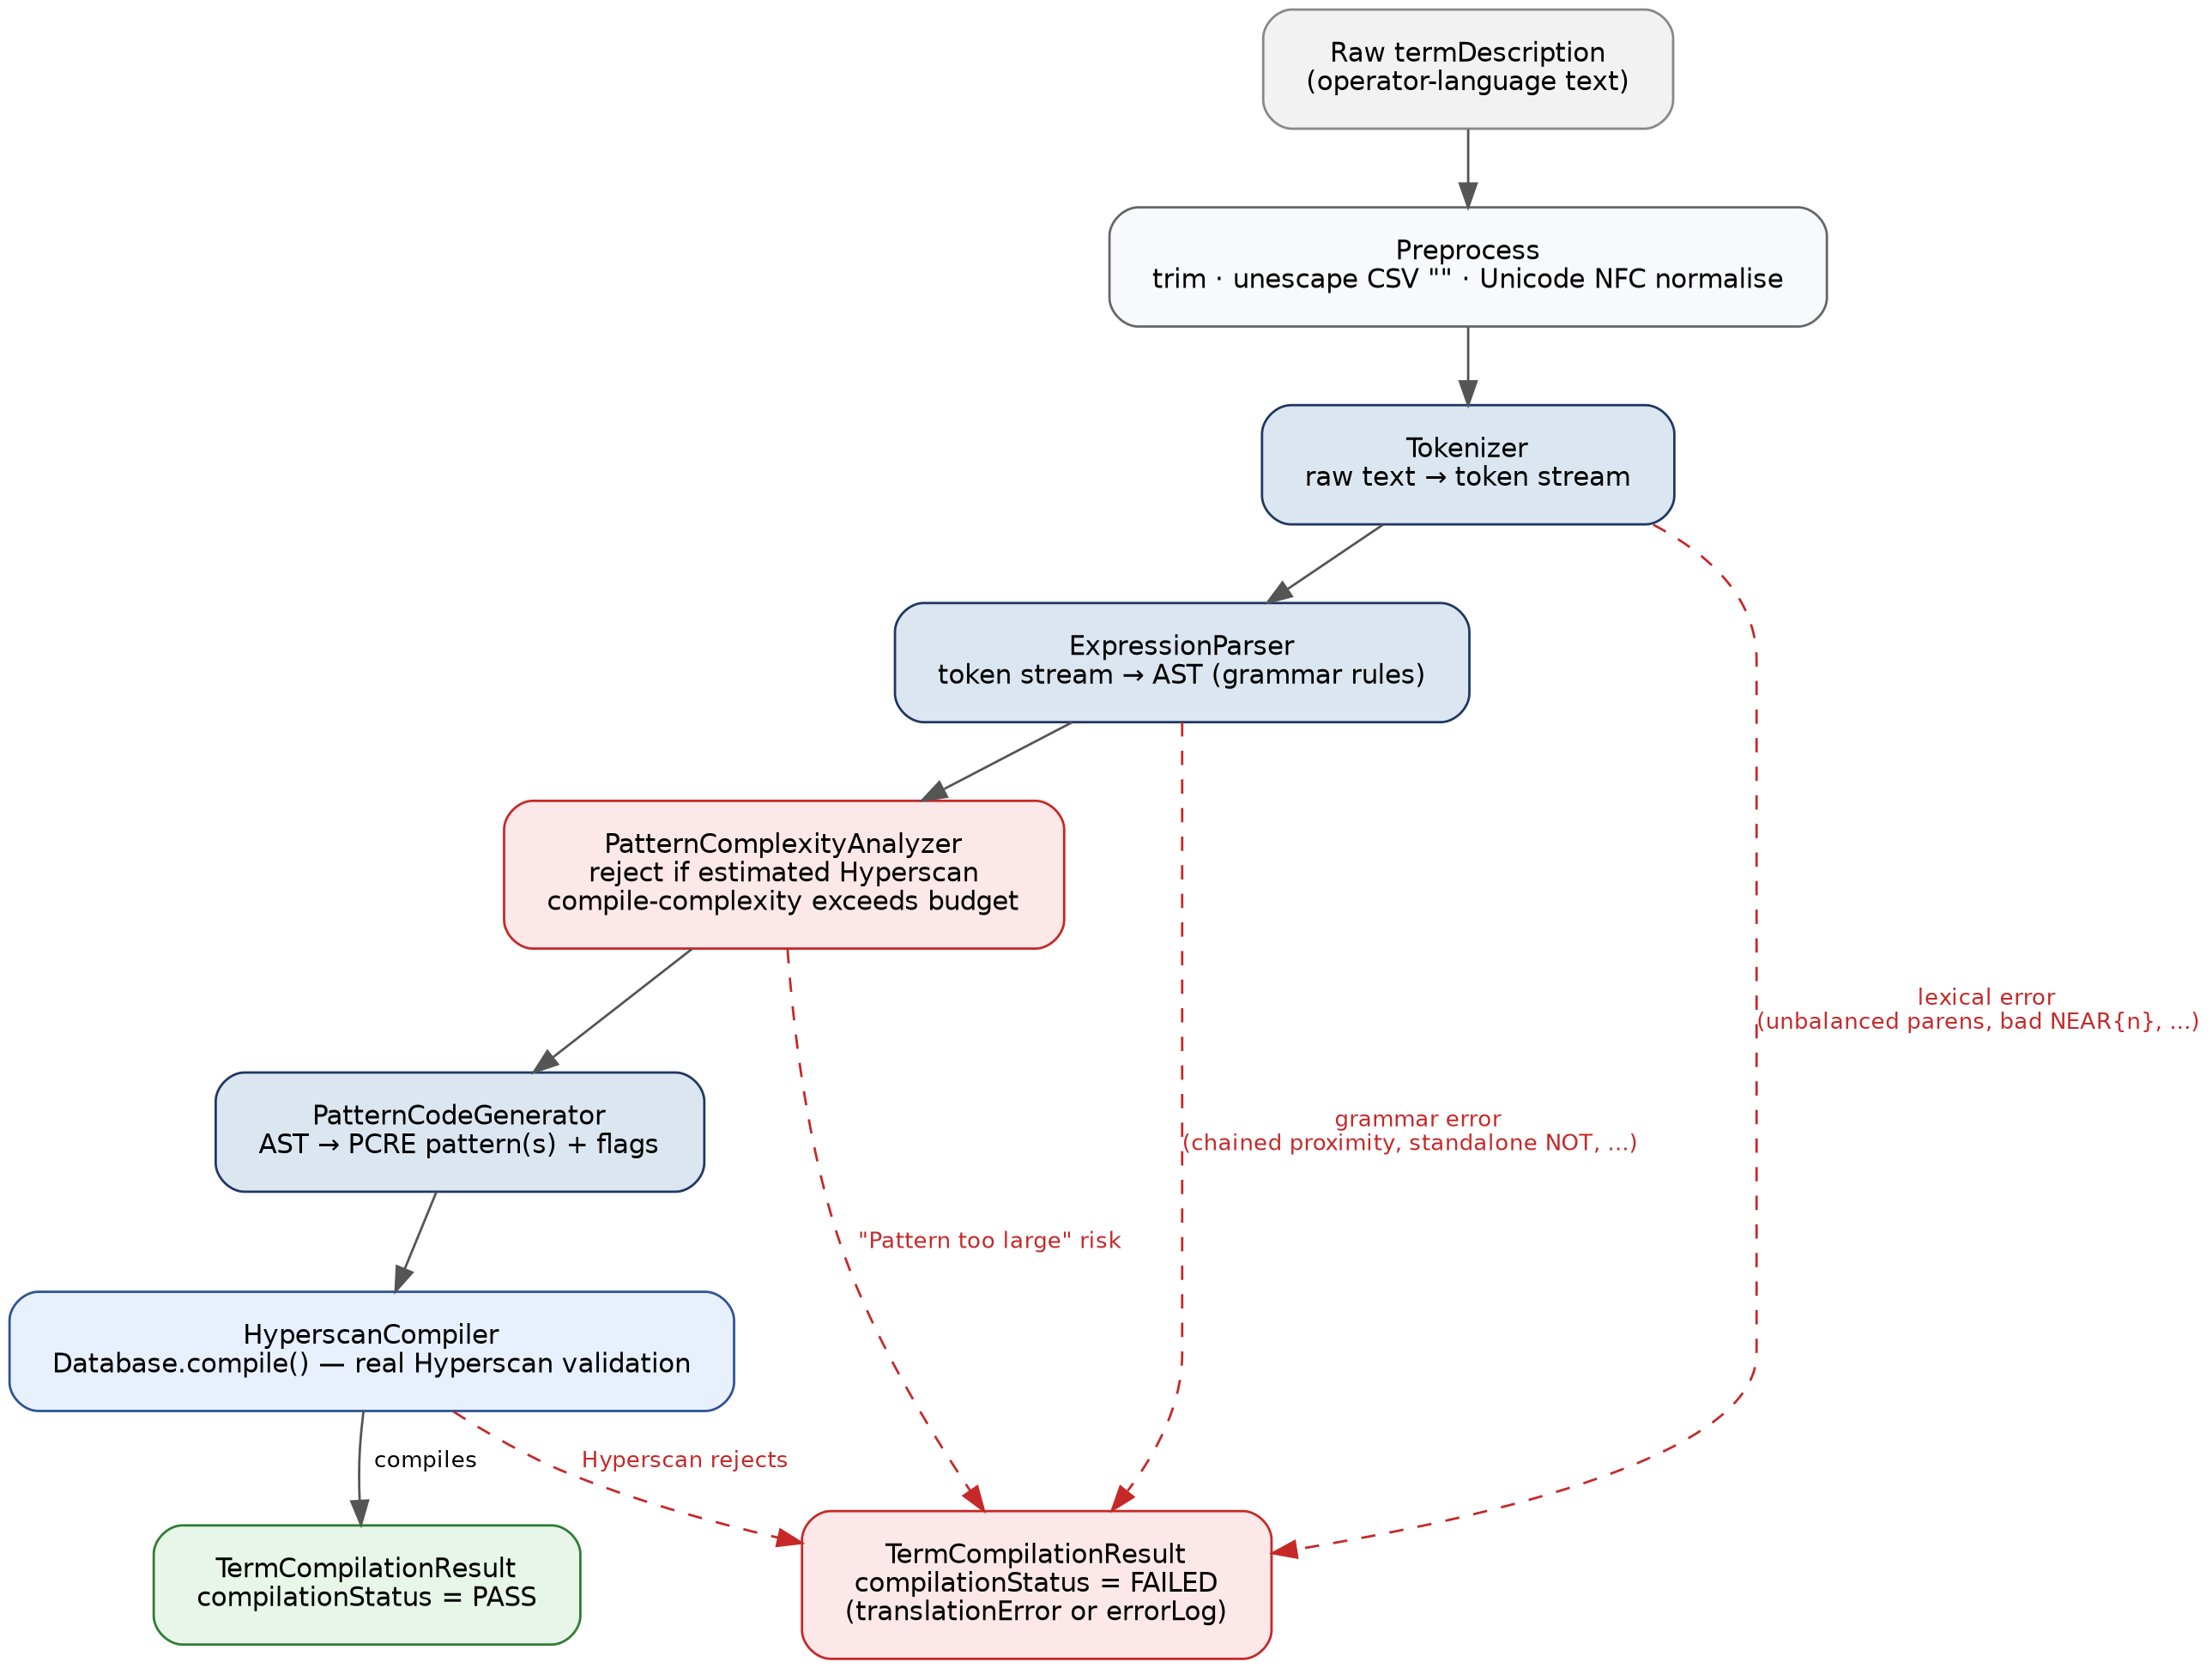 Raw termDescription
(operator-language text)
Preprocess
trim · unescape CSV "" · Unicode NFC normalise
Tokenizer
raw text → token stream
ExpressionParser
token stream → AST (grammar rules)
PatternComplexityAnalyzer
reject if estimated Hyperscan
compile-complexity exceeds budget
lexical error
(unbalanced parens, bad NEAR{n}, ...)
PatternCodeGenerator
AST → PCRE pattern(s) + flags
grammar error
(chained proximity, standalone NOT, ...)
"Pattern too large" risk
HyperscanCompiler
Database.compile() — real Hyperscan validation
compiles
Hyperscan rejects
TermCompilationResult
compilationStatus = PASS
TermCompilationResult
compilationStatus = FAILED
(translationError or errorLog)